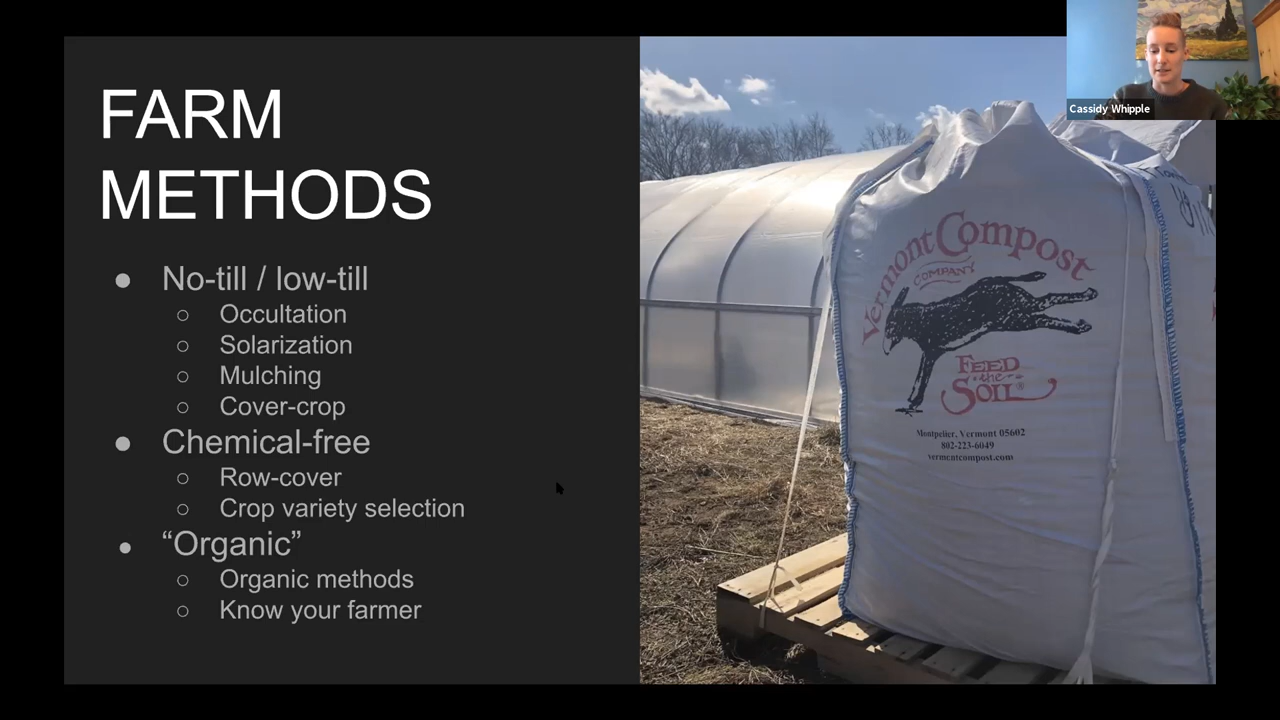 FARM
METHODS
● No-till / low-till
○ Occultation
○ Solarization
○ Mulching
○ Cover-crop
● Chemical-free
○ Row-cover
○ Crop variety selection
● “Organic”
○ Organic methods
○ Know your farmer
Cassidy Whipple
Vermont Compost
COMPANY
FEED
the
SOIL®
Montpelier, Vermont 05602
802-223-6049
vermontcompost.com